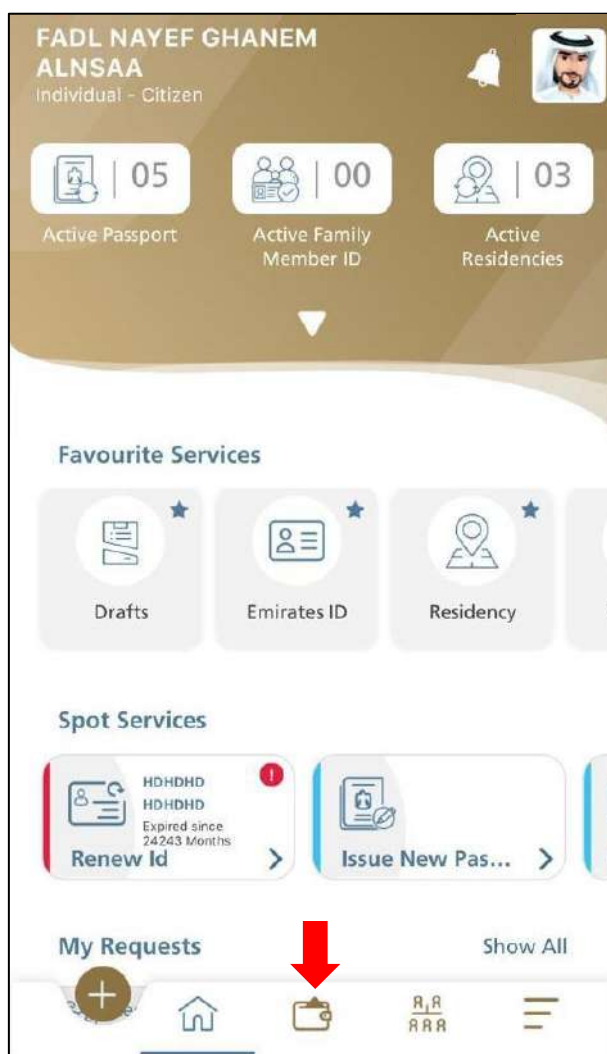 FADL NAYEF GHANEM
ALNSAA
Individual - Citizen
05
00
03
Active Passport
Active Family
Member ID
Active
Residencies
Favourite Services
Drafts
Emirates ID
Residency
Spot Services
HDHDHD
HDHDHD
Expired since
24243 Months
Renew Id
Issue New Pas...
My Requests
Show All